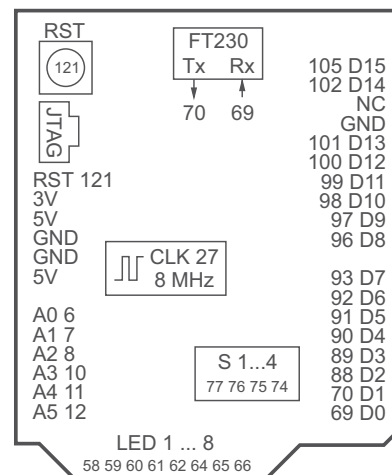 RST
121
JTAG
FT230
Tx Rx
70 69
RST 121
3V
5V
GND
GND
5V
A0 6
A1 7
A2 8
A3 10
A4 11
A5 12
CLK 27
8 MHz
S 1...4
77 76 75 74
105 D15
102 D14
NC
GND
101 D13
100 D12
99 D11
98 D10
97 D9
96 D8
93 D7
92 D6
91 D5
90 D4
89 D3
88 D2
70 D1
69 D0
LED 1 ... 8
58 59 60 61 62 64 65 66